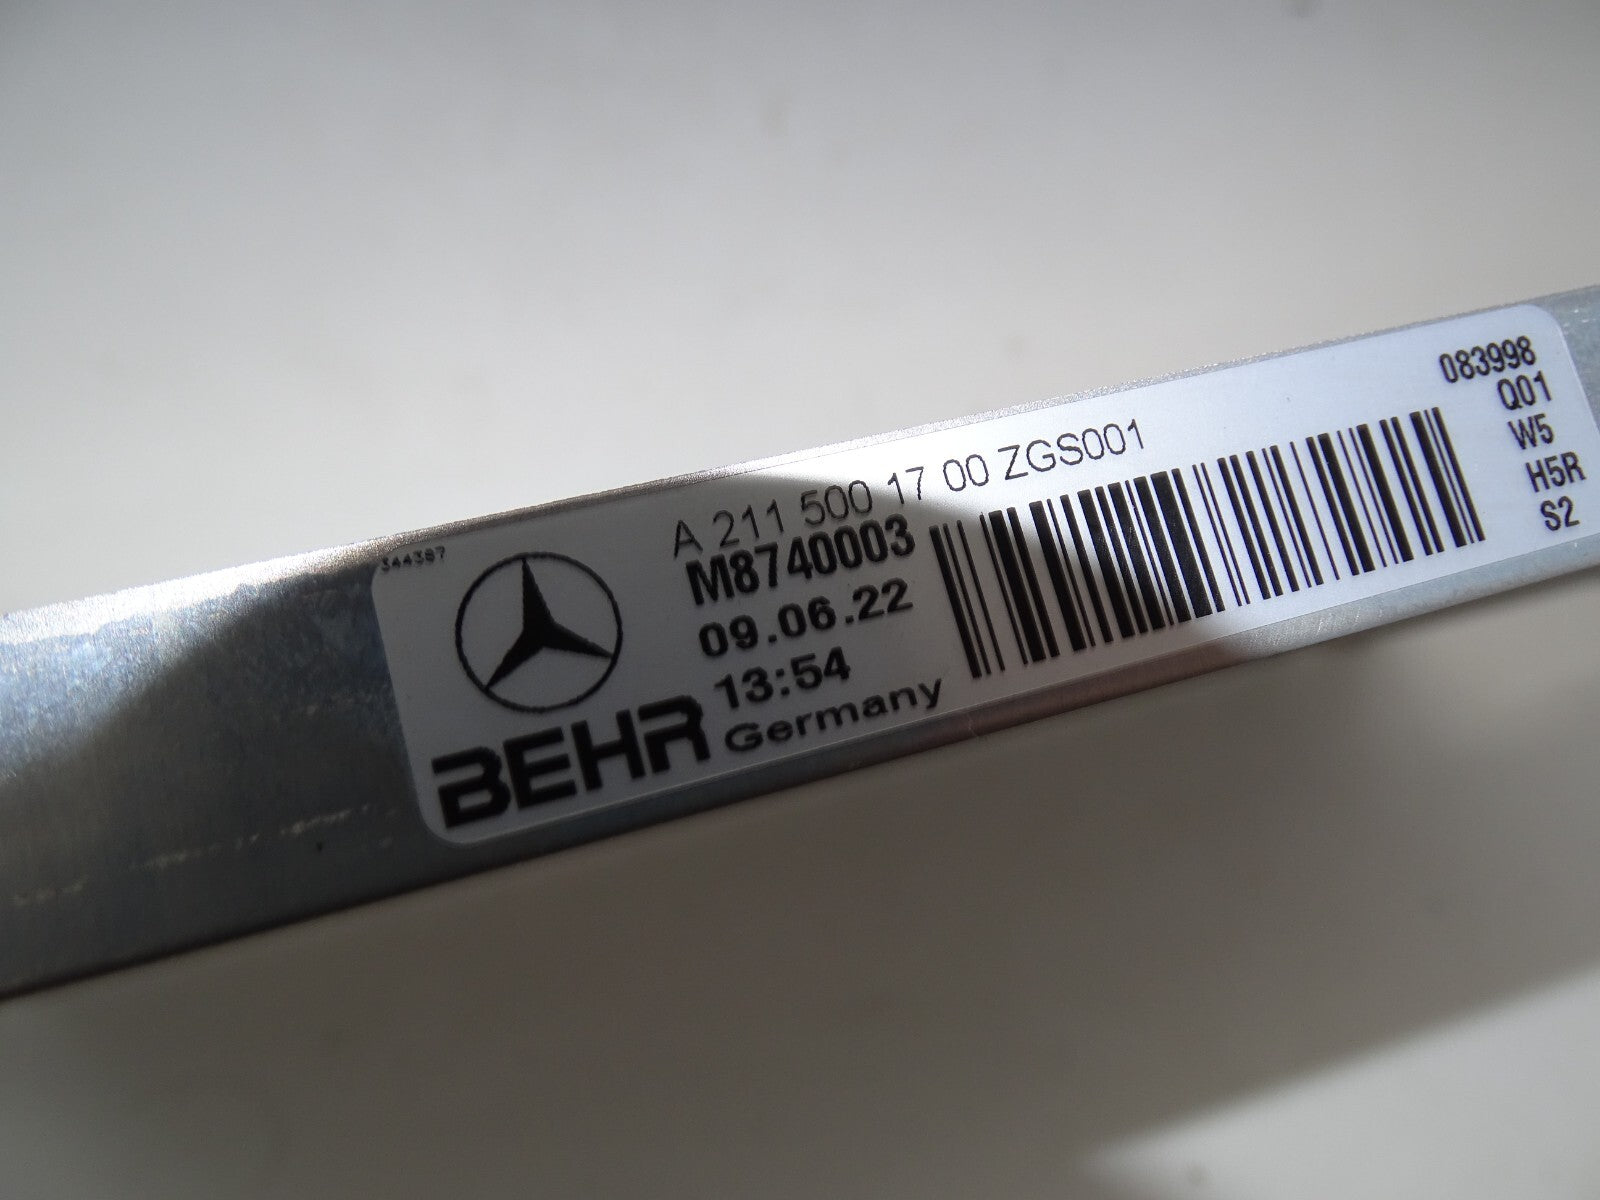 344387
A 211 500 17 00 ZGS001
M8740003
09.06.22
13:54
BEHR Germany
083998
Q01
W5
H5R
S2